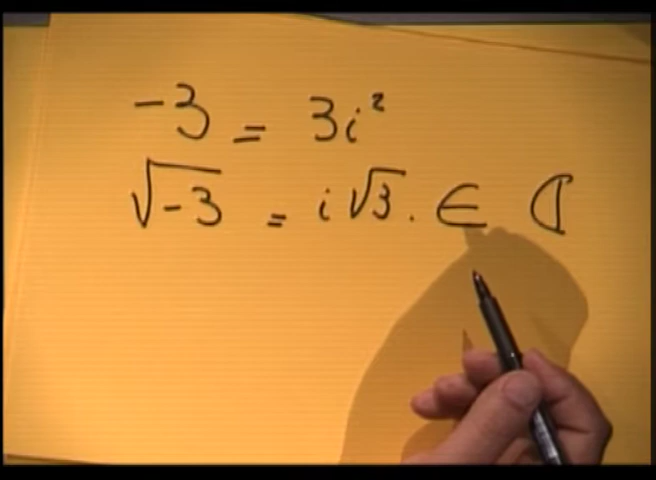 -3 = 3i²
√-3 = i√3. ∈ ℂ